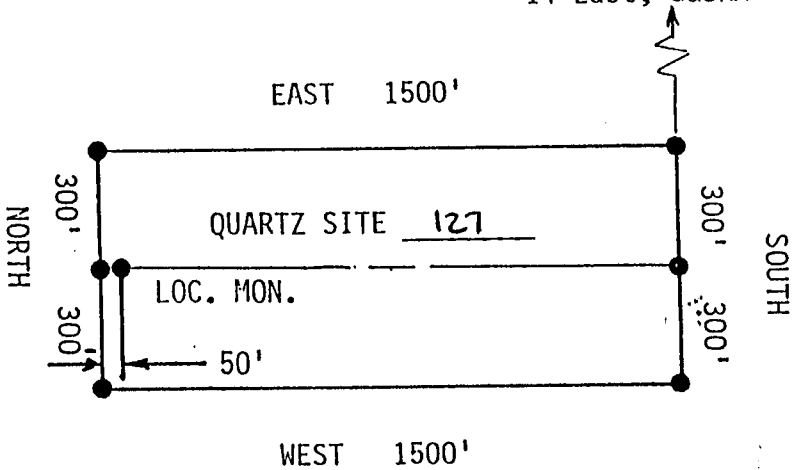 EAST 1500'
300'
300'
NORTH
QUARTZ SITE 127
SOUTH
LOC. MON.
300'
300'
50'
WEST 1500'